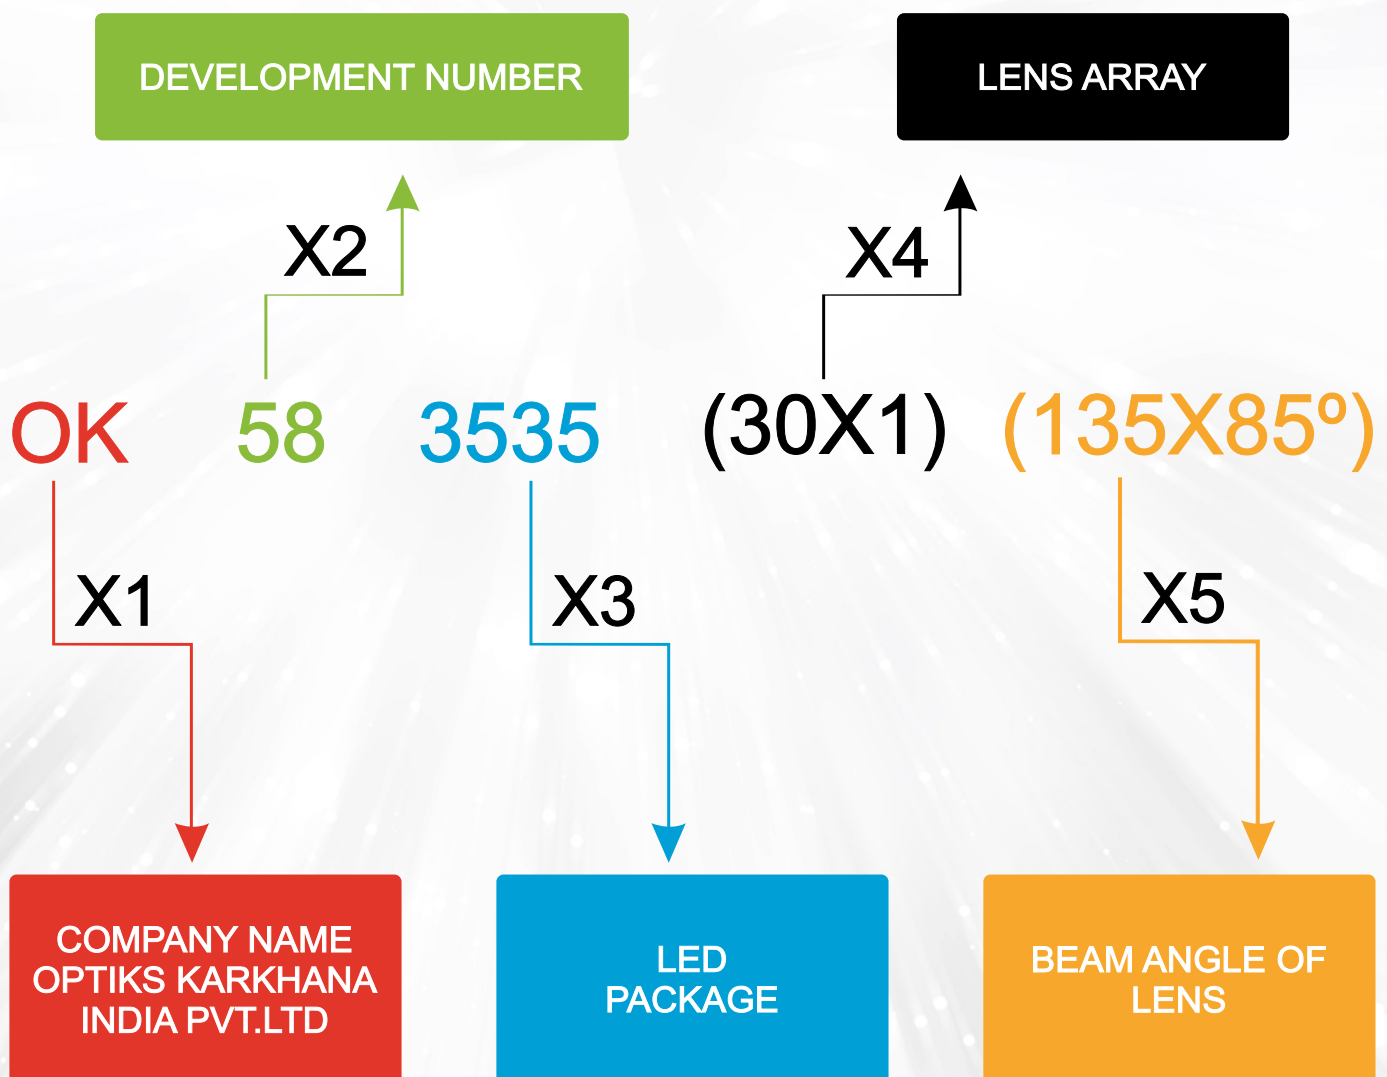 DEVELOPMENT NUMBER
LENS ARRAY
X2
X4
OK 58 3535 (30X1) (135X85º)
X1
X3
X5
COMPANY NAME
OPTIKS KARKHANA
INDIA PVT.LTD
LED
PACKAGE
BEAM ANGLE OF
LENS